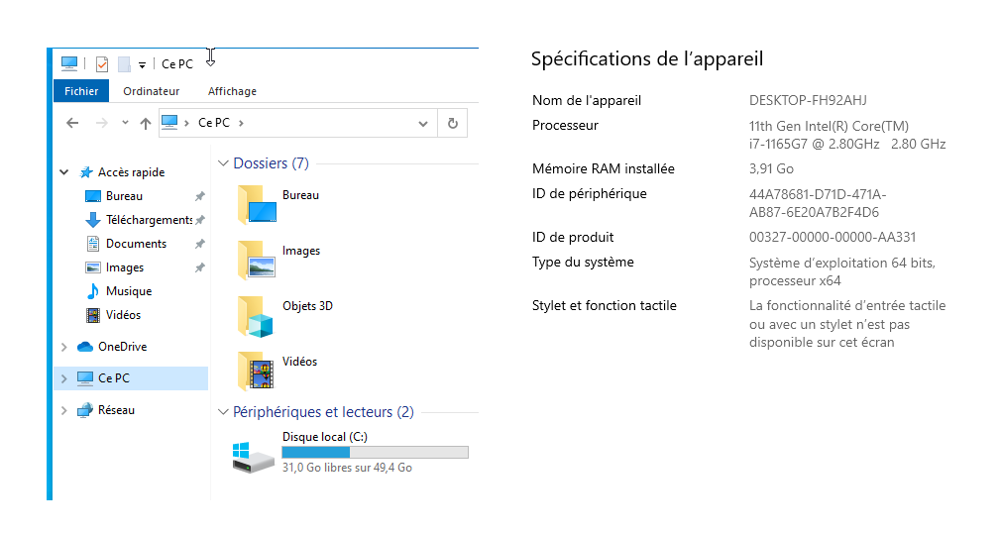 Ce PC
Fichier
Ordinateur
Affichage
Ce PC
Accès rapide
Bureau
Téléchargements
Documents
Images
Musique
Vidéos
OneDrive
Ce PC
Réseau
Dossiers (7)
Bureau
Images
Objets 3D
Vidéos
Périphériques et lecteurs (2)
Disque local (C:)
31,0 Go libres sur 49,4 Go
Spécifications de l’appareil
Nom de l'appareil DESKTOP-FH92AHJ
Processeur 11th Gen Intel(R) Core(TM)
i7-1165G7 @ 2.80GHz 2.80 GHz
Mémoire RAM installée 3,91 Go
ID de périphérique 44A78681-D71D-471A-
AB87-6E20A7B2F4D6
ID de produit 00327-00000-00000-AA331
Type du système Système d’exploitation 64 bits,
processeur x64
Stylet et fonction tactile La fonctionnalité d’entrée tactile
ou avec un stylet n’est pas
disponible sur cet écran